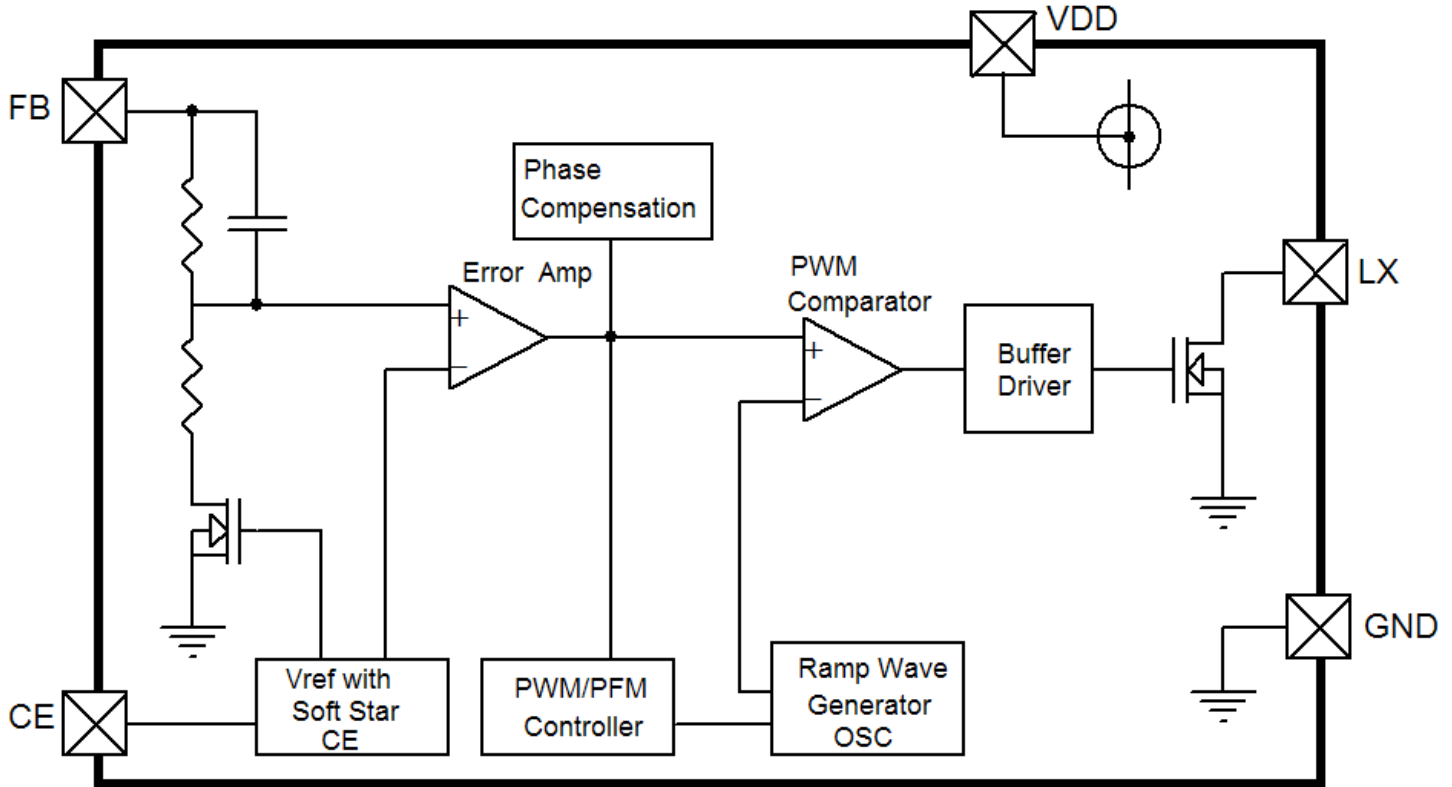 VDD
FB
Phase
Compensation
Error Amp
PWM
Comparator
LX
+
−
+
−
Buffer
Driver
GND
CE
Vref with
Soft Star
CE
PWM/PFM
Controller
Ramp Wave
Generator
OSC